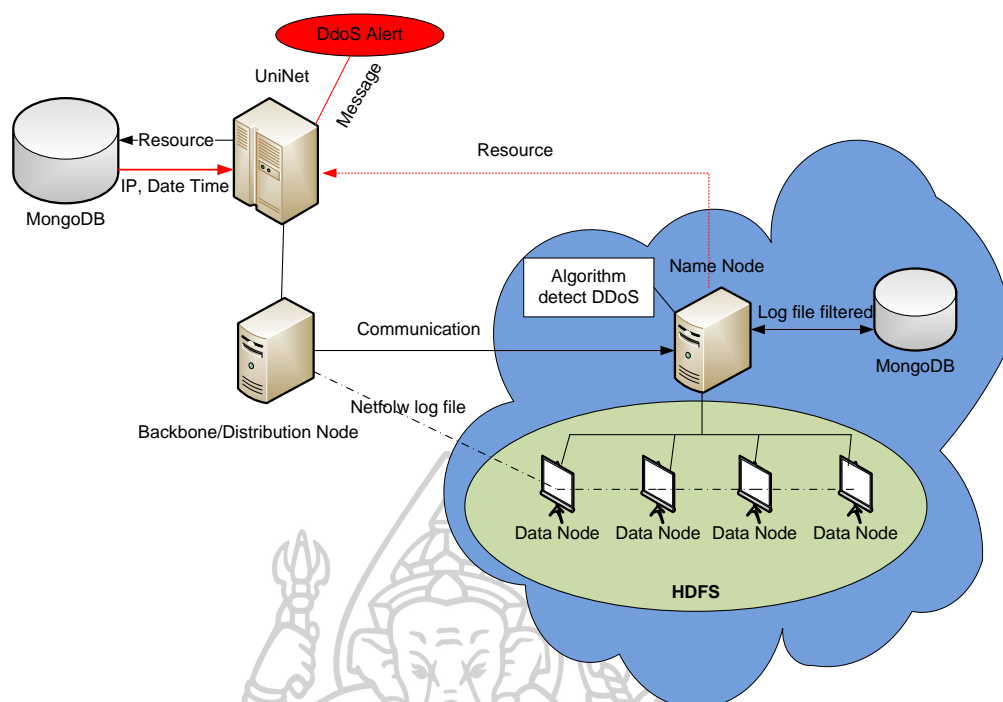 DdoS Alert
UniNet
Message
Resource
IP, Date Time
MongoDB
Resource
Name Node
Algorithm
detect DDoS
Log file filtered
MongoDB
Communication
Netfolw log file
Backbone/Distribution Node
Data Node
Data Node
Data Node
Data Node
HDFS